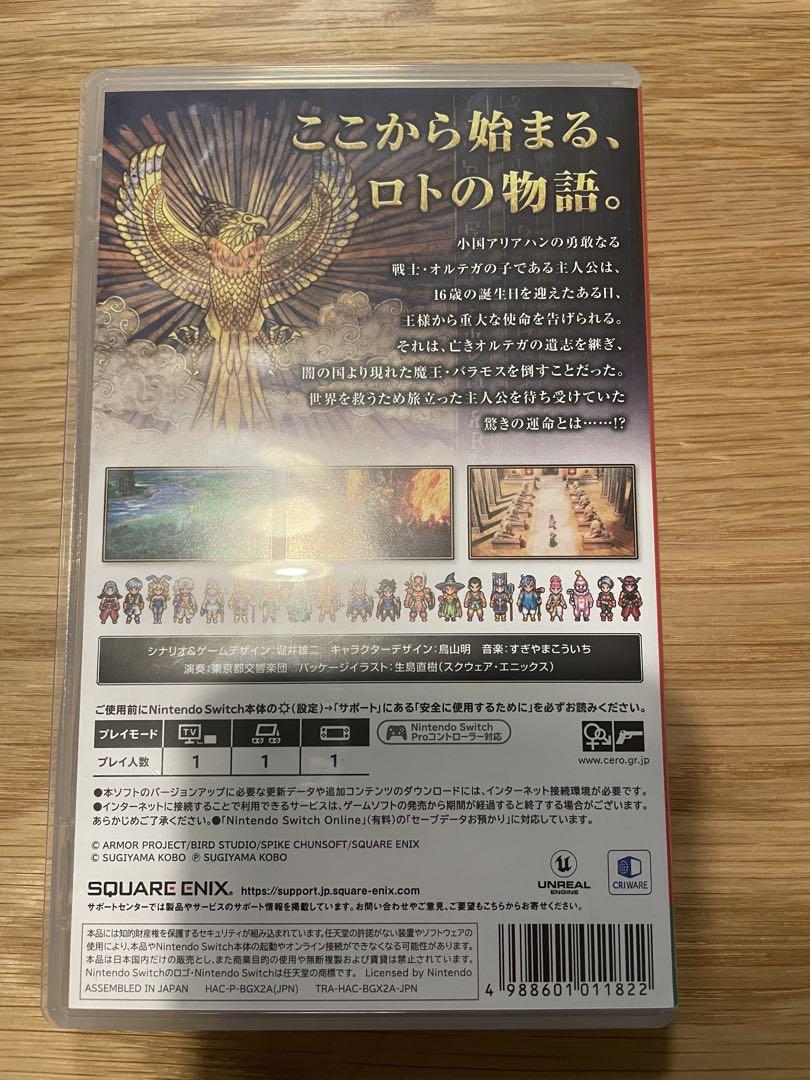 ここから始まる、
ロトの物語。
小国アリアハンの勇敢なる
戦士・オルテガの子である主人公は、
16歳の誕生日を迎えたある日、
王様から重大な使命を告げられる。
それは、亡きオルテガの遺志を継ぎ、
闇の国より現れた魔王・バラモスを倒すことだった。
世界を救うため旅立った主人公を待ち受けていた
驚きの運命とは……!?
シナリオ&ゲームデザイン:堀井雄二　キャラクターデザイン:鳥山明　音楽:すぎやまこういち
演奏:東京都交響楽団　パッケージイラスト:生島直樹(スクウェア・エニックス)
ご使用前にNintendo Switch本体の(設定)→「サポート」にある「安全に使用するために」を必ずお読みください。
プレイモード TV
Nintendo Switch
Proコントローラー対応
プレイ人数 1 1 1
www.cero.gr.jp
●本ソフトのバージョンアップに必要な更新データや追加コンテンツのダウンロードには、インターネット接続環境が必要です。
●インターネットに接続することで利用できるサービスは、ゲームソフトの発売から期間が経過すると終了する場合がございます。
あらかじめご了承ください。●「Nintendo Switch Online」(有料)の「セーブデータお預かり」に対応しています。
© ARMOR PROJECT/BIRD STUDIO/SPIKE CHUNSOFT/SQUARE ENIX
© SUGIYAMA KOBO ℗ SUGIYAMA KOBO
SQUARE ENIX. https://support.jp.square-enix.com
サポートセンターでは製品やサービスのサポート情報を掲載しています。お問い合わせやご意見、ご要望もこちらからお寄せください。
UNREAL
ENGINE
CRIWARE
本品には知的財産権を保護するセキュリティが組み込まれています。任天堂の許諾がない装置やソフトウェアの
使用により、本品やNintendo Switch本体の起動やオンライン接続ができなくなる可能性があります。
本品は日本国内だけの販売とし、また商業目的の使用や無断複製および賃貸は禁止されています。
Nintendo Switchのロゴ・Nintendo Switchは任天堂の商標です。 Licensed by Nintendo
ASSEMBLED IN JAPAN HAC-P-BGX2A(JPN) TRA-HAC-BGX2A-JPN
4 988601 011822